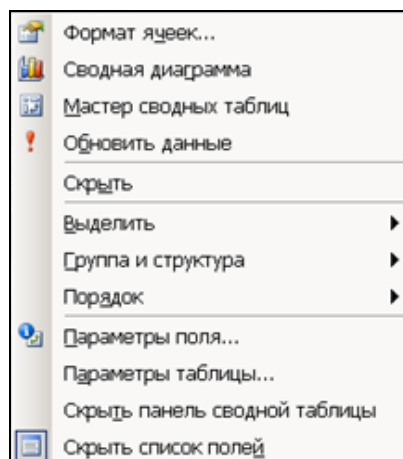 Формат ячеек...
Сводная диаграмма
Мастер сводных таблиц
Обновить данные
Скрыть
Выделить
Группа и структура
Порядок
Параметры поля...
Параметры таблицы...
Скрыть панель сводной таблицы
Скрыть список полей